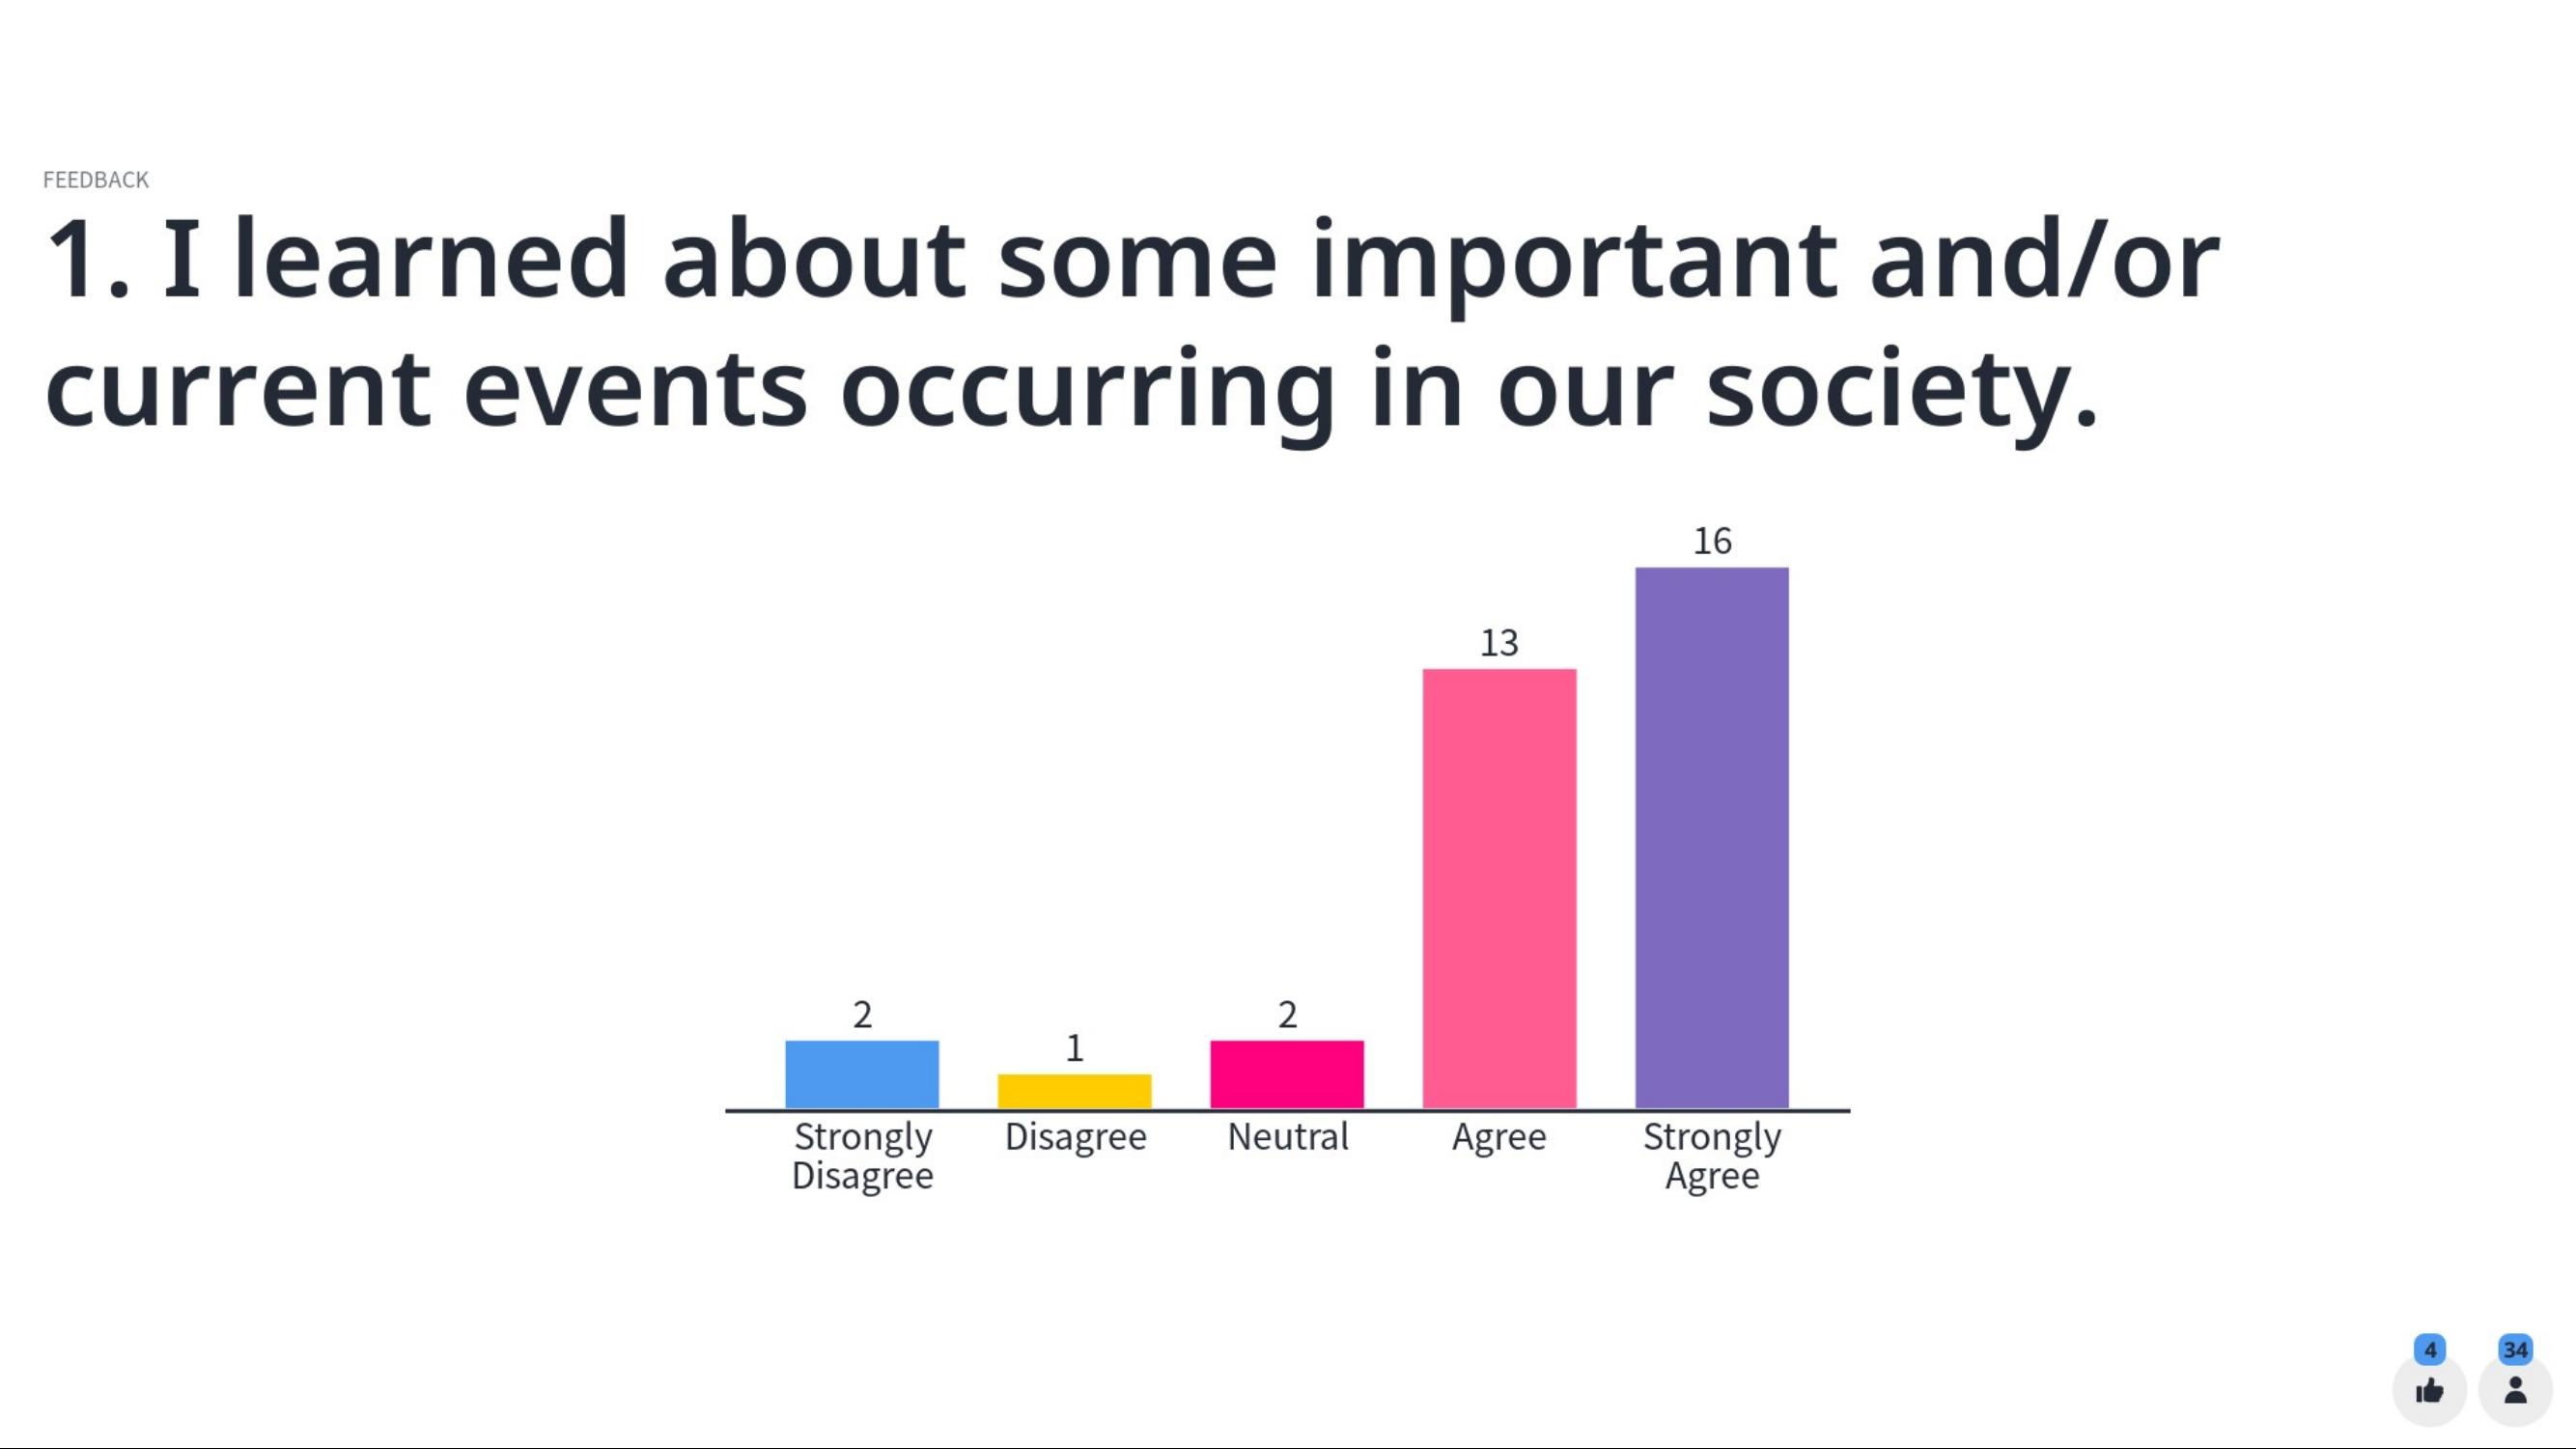 FEEDBACK
1. I learned about some important and/or
current events occurring in our society.
16
13
2
1
2
Strongly
Disagree
Disagree
Neutral
Agree
Strongly
Agree
4
34